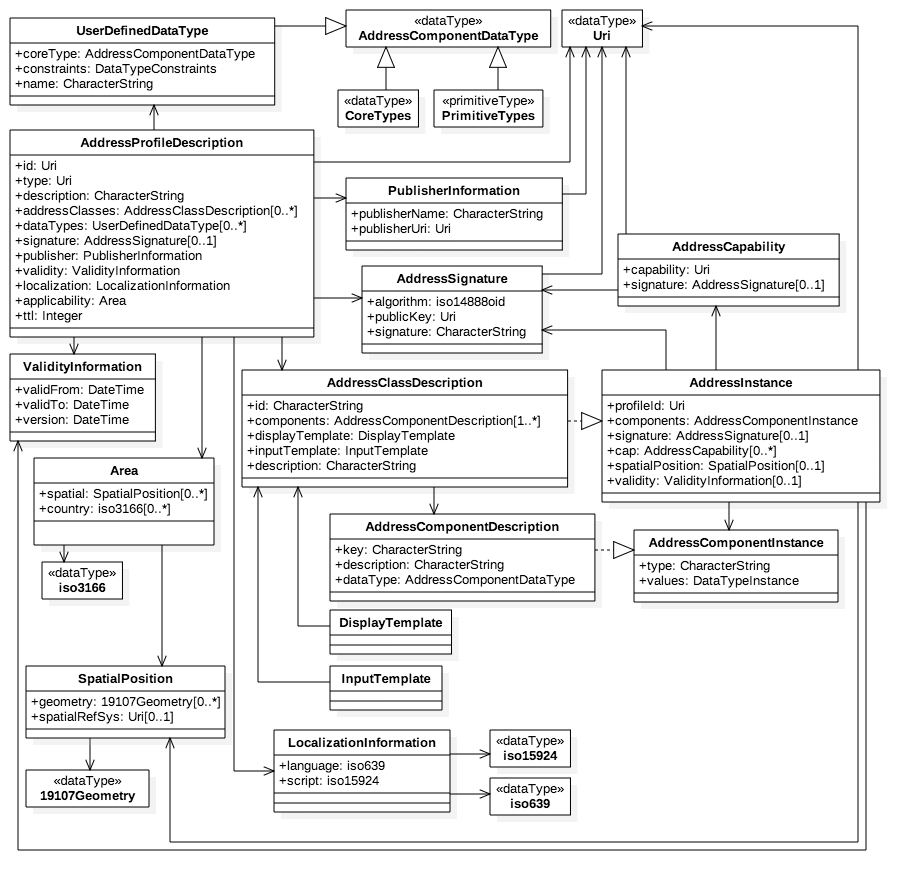 UserDefinedDataType
+coreType: AddressComponentDataType
+constraints: DataTypeConstraints
+name: CharacterString
«dataType»
AddressComponentDataType
«dataType»
Uri
«dataType»
CoreTypes
«primitiveType»
PrimitiveTypes
AddressProfileDescription
+id: Uri
+type: Uri
+description: CharacterString
+addressClasses: AddressClassDescription[0..*]
+dataTypes: UserDefinedDataType[0..*]
+signature: AddressSignature[0..1]
+publisher: PublisherInformation
+validity: ValidityInformation
+localization: LocalizationInformation
+applicability: Area
+ttl: Integer
PublisherInformation
+publisherName: CharacterString
+publisherUri: Uri
AddressCapability
+capability: Uri
+signature: AddressSignature[0..1]
AddressSignature
+algorithm: iso14888oid
+publicKey: Uri
+signature: CharacterString
ValidityInformation
+validFrom: DateTime
+validTo: DateTime
+version: DateTime
AddressClassDescription
+id: CharacterString
+components: AddressComponentDescription[1..*]
+displayTemplate: DisplayTemplate
+inputTemplate: InputTemplate
+description: CharacterString
AddressInstance
+profileId: Uri
+components: AddressComponentInstance
+signature: AddressSignature[0..1]
+cap: AddressCapability[0..*]
+spatialPosition: SpatialPosition[0..1]
+validity: ValidityInformation[0..1]
Area
+spatial: SpatialPosition[0..*]
+country: iso3166[0..*]
AddressComponentDescription
+key: CharacterString
+description: CharacterString
+dataType: AddressComponentDataType
AddressComponentInstance
+type: CharacterString
+values: DataTypeInstance
«dataType»
iso3166
DisplayTemplate
InputTemplate
SpatialPosition
+geometry: 19107Geometry[0..*]
+spatialRefSys: Uri[0..1]
LocalizationInformation
+language: iso639
+script: iso15924
«dataType»
iso15924
«dataType»
19107Geometry
«dataType»
iso639